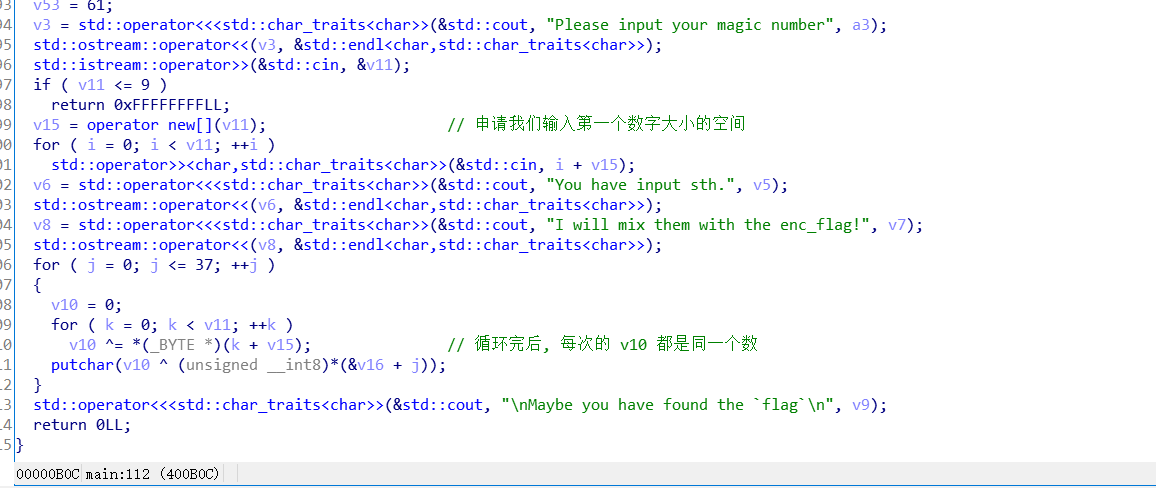 93 v53 = 61;
94 v3 = std::operator<<<std::char_traits<char>>(&std::cout, "Please input your magic number", a3);
95 std::ostream::operator<<(v3, &std::endl<char,std::char_traits<char>>);
96 std::istream::operator>>(&std::cin, &v11);
97 if ( v11 <= 9 )
98 return 0xFFFFFFFFLL;
99 v15 = operator new[](v11); // 申请我们输入第一个数字大小的空间
00 for ( i = 0; i < v11; ++i )
01 std::operator>><char,std::char_traits<char>>(&std::cin, i + v15);
02 v6 = std::operator<<<std::char_traits<char>>(&std::cout, "You have input sth.", v5);
03 std::ostream::operator<<(v6, &std::endl<char,std::char_traits<char>>);
04 v8 = std::operator<<<std::char_traits<char>>(&std::cout, "I will mix them with the enc_flag!", v7);
05 std::ostream::operator<<(v8, &std::endl<char,std::char_traits<char>>);
06 for ( j = 0; j <= 37; ++j )
07 {
08 v10 = 0;
09 for ( k = 0; k < v11; ++k )
10 v10 ^= *(_BYTE *)(k + v15); // 循环完后, 每次的 v10 都是同一个数
11 putchar(v10 ^ (unsigned __int8)*(&v16 + j));
12 }
13 std::operator<<<std::char_traits<char>>(&std::cout, "\nMaybe you have found the `flag`\n", v9);
14 return 0LL;
15 }
00000B0C main:112 (400B0C)